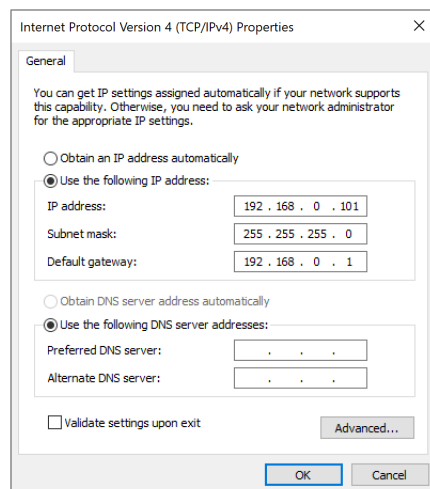 Internet Protocol Version 4 (TCP/IPv4) Properties
General
You can get IP settings assigned automatically if your network supports
this capability. Otherwise, you need to ask your network administrator
for the appropriate IP settings.
Obtain an IP address automatically
Use the following IP address:
IP address: 192 . 168 . 0 . 101
Subnet mask: 255 . 255 . 255 . 0
Default gateway: 192 . 168 . 0 . 1
Obtain DNS server address automatically
Use the following DNS server addresses:
Preferred DNS server: . . .
Alternate DNS server: . . .
Validate settings upon exit
Advanced...
OK Cancel